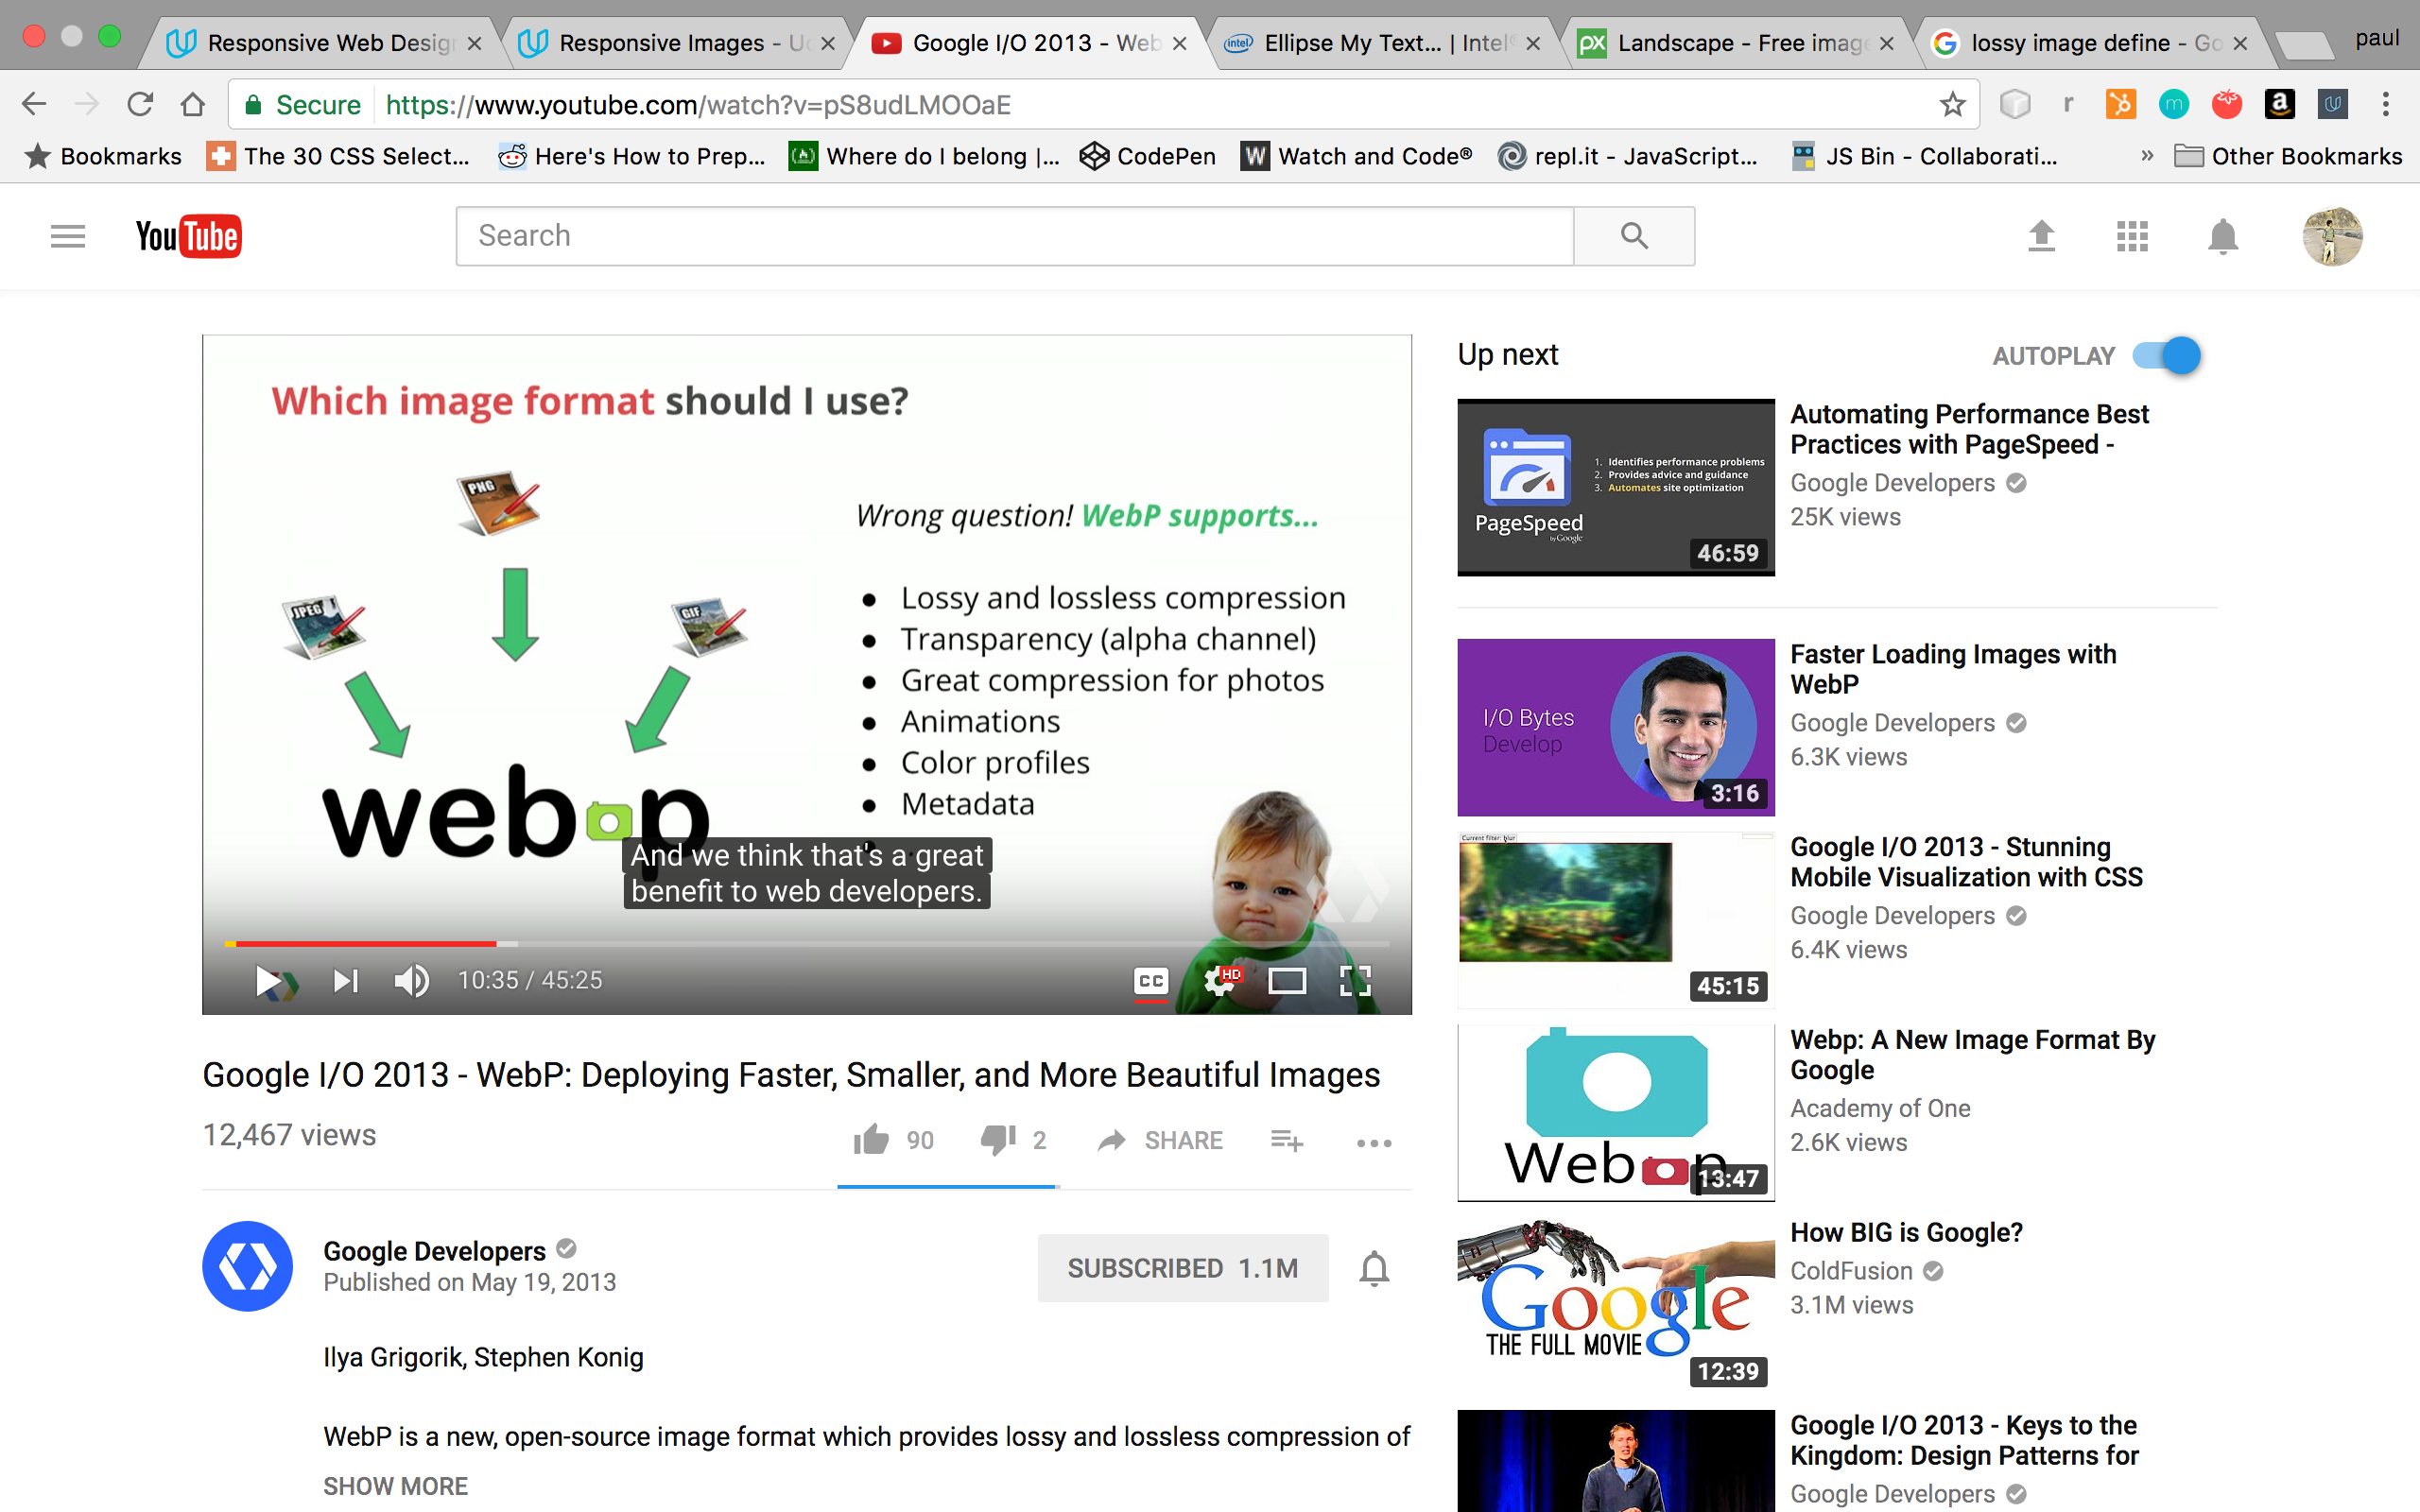 Responsive Web Desig
Responsive Images - U
Google I/O 2013 - Web
Ellipse My Text... | Intel
Landscape - Free imag
lossy image define - Go
paul
Secure
https://www.youtube.com/watch?v=pS8udLMOOaE
r
m
a
Bookmarks
The 30 CSS Select...
Here's How to Prep...
Where do I belong |...
CodePen
W
Watch and Code®
repl.it - JavaScript...
JS Bin - Collaborati...
»
Other Bookmarks
YouTube
Search
Which image format should I use?
PNG
JPEG
GIF
Wrong question! WebP supports...
Lossy and lossless compression
Transparency (alpha channel)
Great compression for photos
Animations
Color profiles
Metadata
webp
And we think that's a great
benefit to web developers.
10:35 / 45:25
CC
HD
Google I/O 2013 - WebP: Deploying Faster, Smaller, and More Beautiful Images
12,467 views
90
2
SHARE
Google Developers
Published on May 19, 2013
SUBSCRIBED 1.1M
Ilya Grigorik, Stephen Konig
WebP is a new, open-source image format which provides lossy and lossless compression of
SHOW MORE
Up next
AUTOPLAY
1. Identifies performance problems
2. Provides advice and guidance
3. Automates site optimization
PageSpeed
by Google
46:59
Automating Performance Best
Practices with PageSpeed -
Google Developers
25K views
I/O Bytes
Develop
3:16
Faster Loading Images with
WebP
Google Developers
6.3K views
Current filter: blur
45:15
Google I/O 2013 - Stunning
Mobile Visualization with CSS
Google Developers
6.4K views
Webp
13:47
Webp: A New Image Format By
Google
Academy of One
2.6K views
Google
THE FULL MOVIE
12:39
How BIG is Google?
ColdFusion
3.1M views
Google I/O 2013 - Keys to the
Kingdom: Design Patterns for
Google Developers